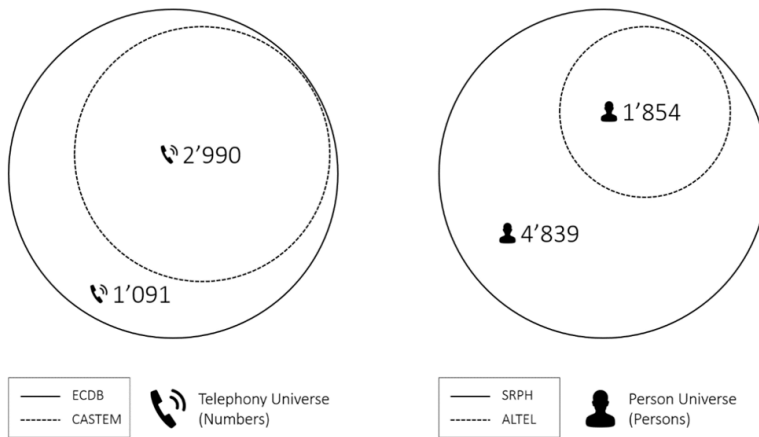 2’990
1’091
1’854
4’839
ECDB
CASTEM
Telephony Universe
(Numbers)
SRPH
ALTEL
Person Universe
(Persons)